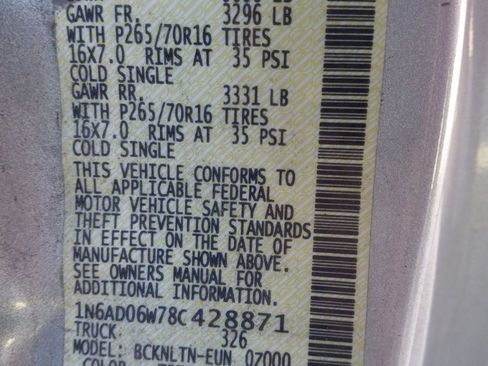 GAWR FR. 3296 LB
WITH P265/70R16 TIRES
16X7.0 RIMS AT 35 PSI
COLD SINGLE
GAWR RR. 3331 LB
WITH P265/70R16 TIRES
16X7.0 RIMS AT 35 PSI
COLD SINGLE
THIS VEHICLE CONFORMS TO
ALL APPLICABLE FEDERAL
MOTOR VEHICLE SAFETY AND
THEFT PREVENTION STANDARDS
IN EFFECT ON THE DATE OF
MANUFACTURE SHOWN ABOVE.
SEE OWNERS MANUAL FOR
ADDITIONAL INFORMATION.
1N6AD06W78C428871
TRUCK 326
MODEL: BCKNLTN-EUN 0Z000
COLOR